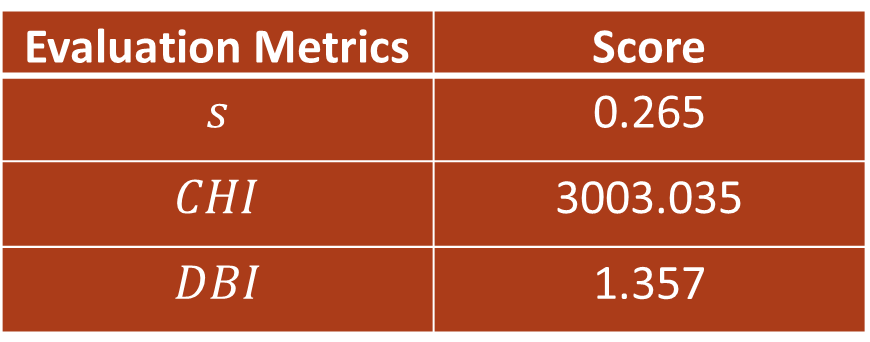 Evaluation Metrics Score
s 0.265
CHI 3003.035
DBI 1.357